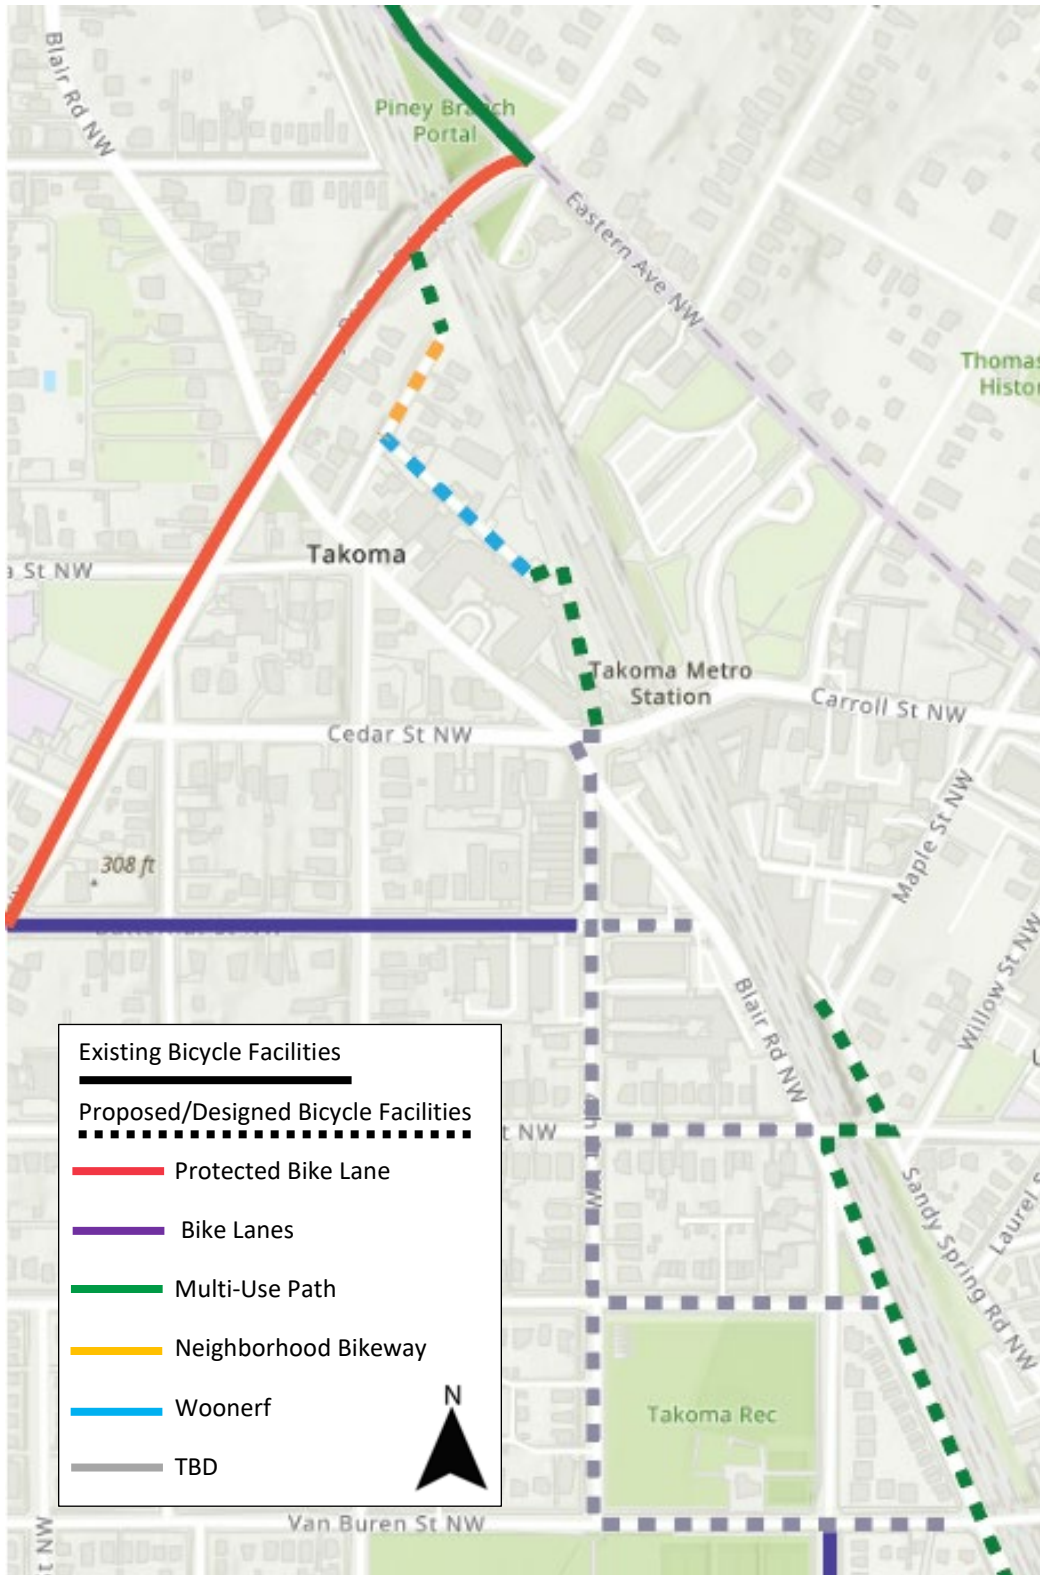 Blair Rd NW
Piney Branch
Portal
Eastern Ave NW
Thomas
Histor
Takoma
a St NW
Takoma Metro
Station
Carroll St NW
Cedar St NW
Maple St NW
308 ft
Willow St NW
Blair Rd NW
Existing Bicycle Facilities
Proposed/Designed Bicycle Facilities
Protected Bike Lane
Bike Lanes
Multi-Use Path
Neighborhood Bikeway
Woonerf
TBD
N
t NW
Sandy Spring Rd NW
Laurel S
Takoma Rec
Van Buren St NW
t NW